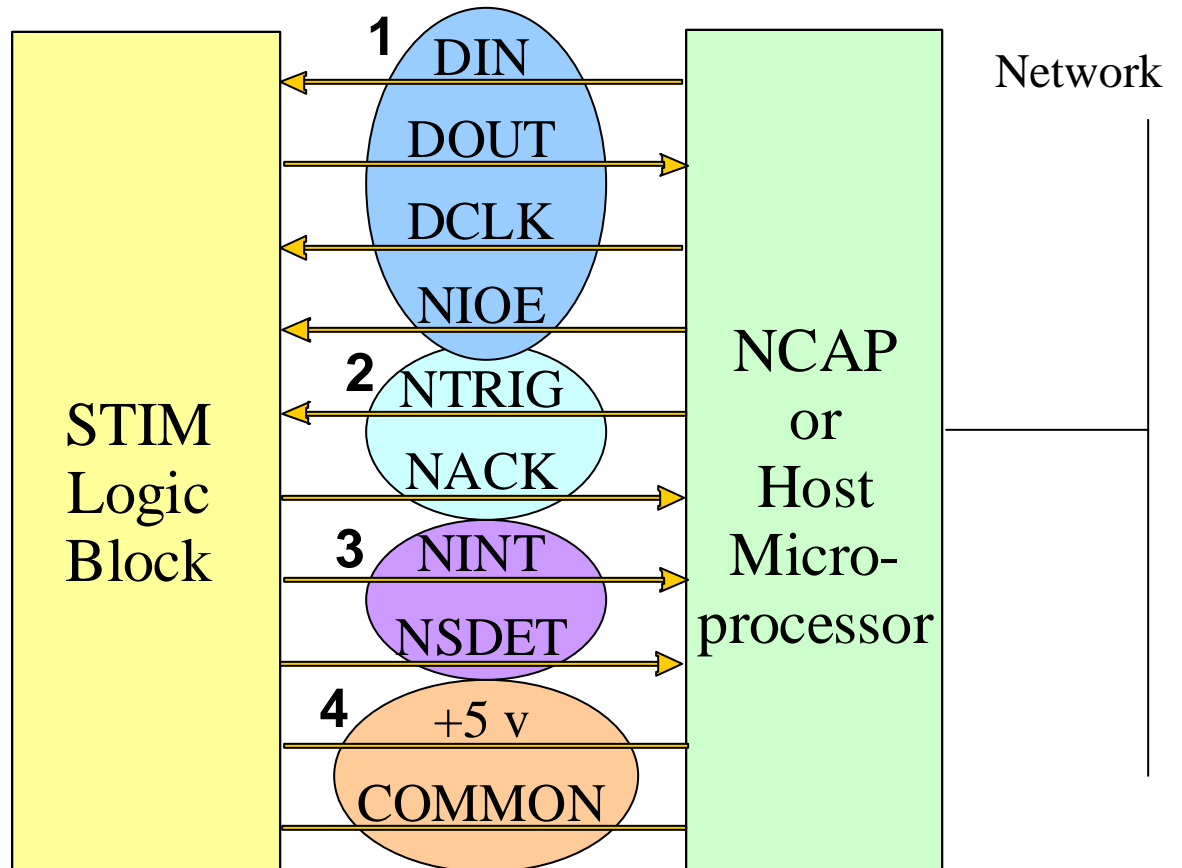 1
DIN
Network
DOUT
DCLK
NIOE
2
NTRIG
NACK
3
NINT
NSDET
4
+5 v
COMMON
STIM
Logic
Block
NCAP
or
Host
Micro-
processor